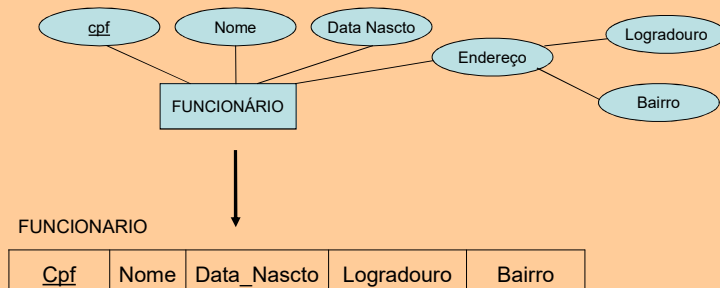 cpf
Nome
Data Nascto
Logradouro
Endereço
Bairro
FUNCIONÁRIO
FUNCIONARIO
Cpf Nome Data_Nascto Logradouro Bairro